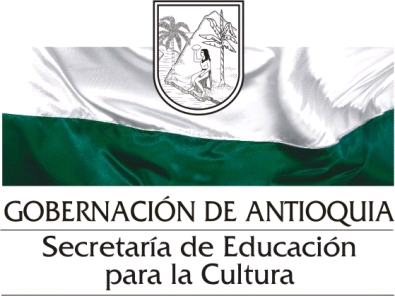 GOBERNACIÓN DE ANTIOQUIA
Secretaría de Educación
para la Cultura